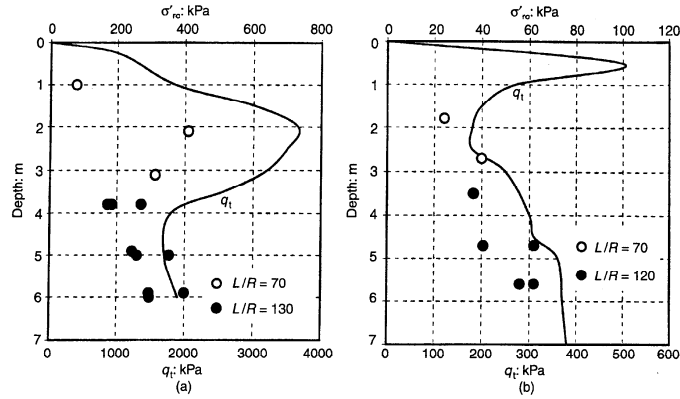 σ′rc: kPa
0 200 400 600 800
0
1
2
3
4
5
6
7
Depth: m
qt
L/R = 70
L/R = 130
0 1000 2000 3000 4000
qt: kPa
(a)
σ′rc: kPa
0 20 40 60 80 100 120
0
1
2
3
4
5
6
7
Depth: m
qt
L/R = 70
L/R = 120
0 100 200 300 400 500 600
qt: kPa
(b)